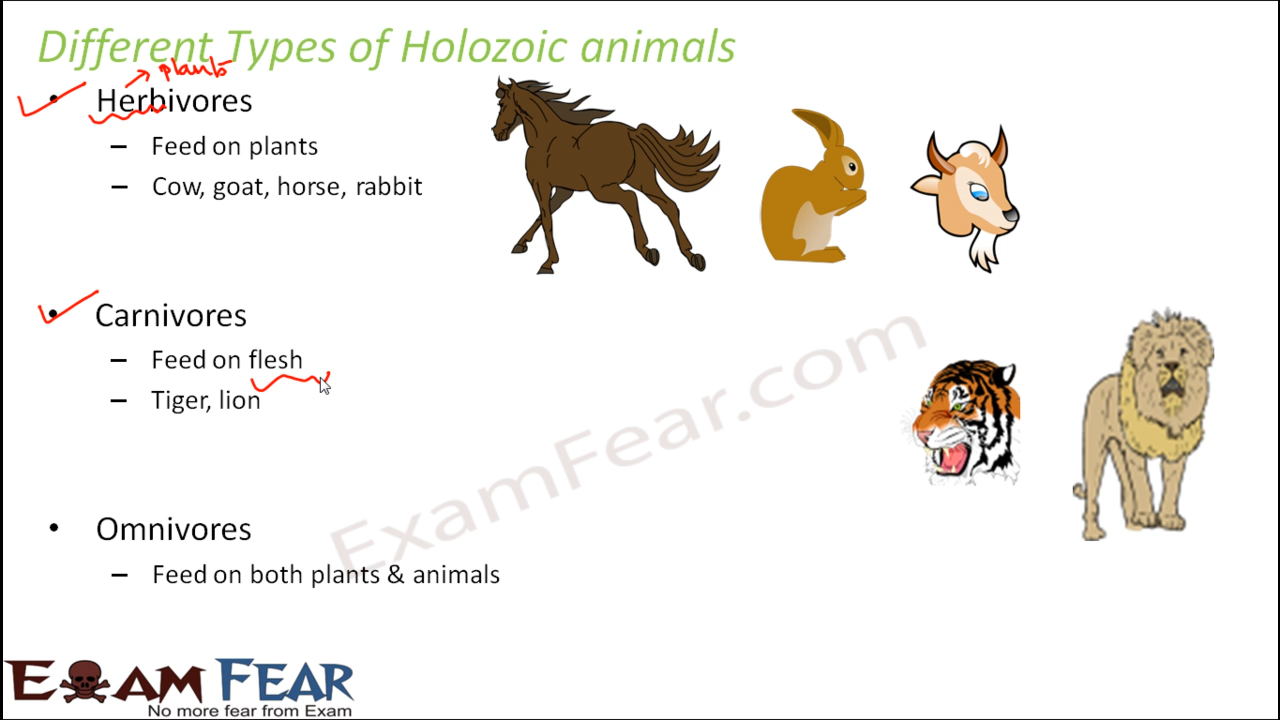 Different Types of Holozoic animals
→ plants
• Herbivores
– Feed on plants
– Cow, goat, horse, rabbit
• Carnivores
– Feed on flesh
– Tiger, lion
ExamFear.com
• Omnivores
– Feed on both plants & animals
EXAM FEAR
No more fear from Exam